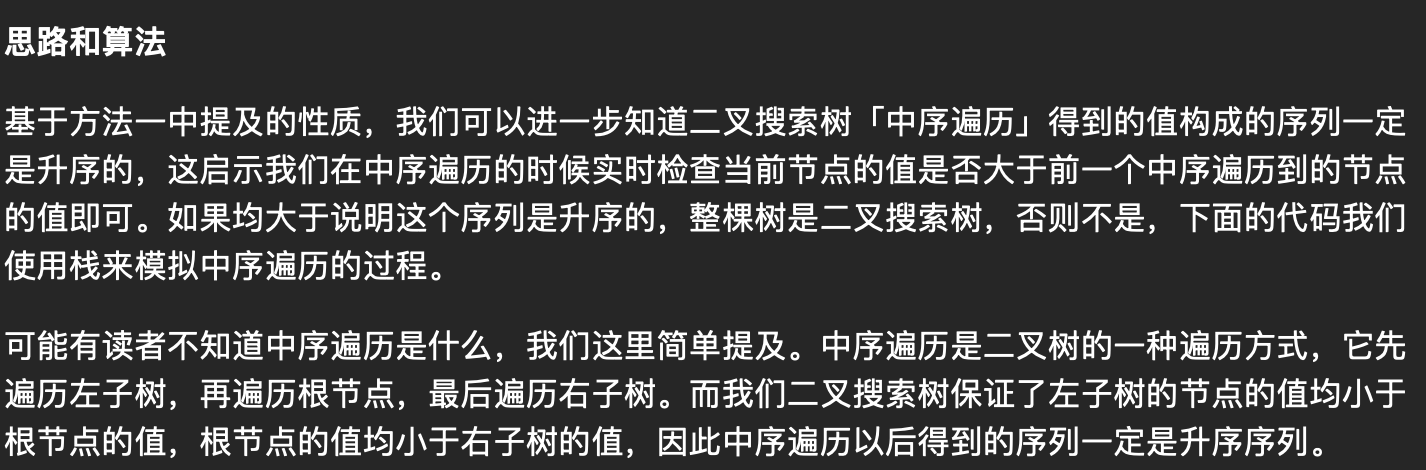 思路和算法
基于方法一中提及的性质，我们可以进一步知道二叉搜索树「中序遍历」得到的值构成的序列一定
是升序的，这启示我们在中序遍历的时候实时检查当前节点的值是否大于前一个中序遍历到的节点
的值即可。如果均大于说明这个序列是升序的，整棵树是二叉搜索树，否则不是，下面的代码我们
使用栈来模拟中序遍历的过程。
可能有读者不知道中序遍历是什么，我们这里简单提及。中序遍历是二叉树的一种遍历方式，它先
遍历左子树，再遍历根节点，最后遍历右子树。而我们二叉搜索树保证了左子树的节点的值均小于
根节点的值，根节点的值均小于右子树的值，因此中序遍历以后得到的序列一定是升序序列。